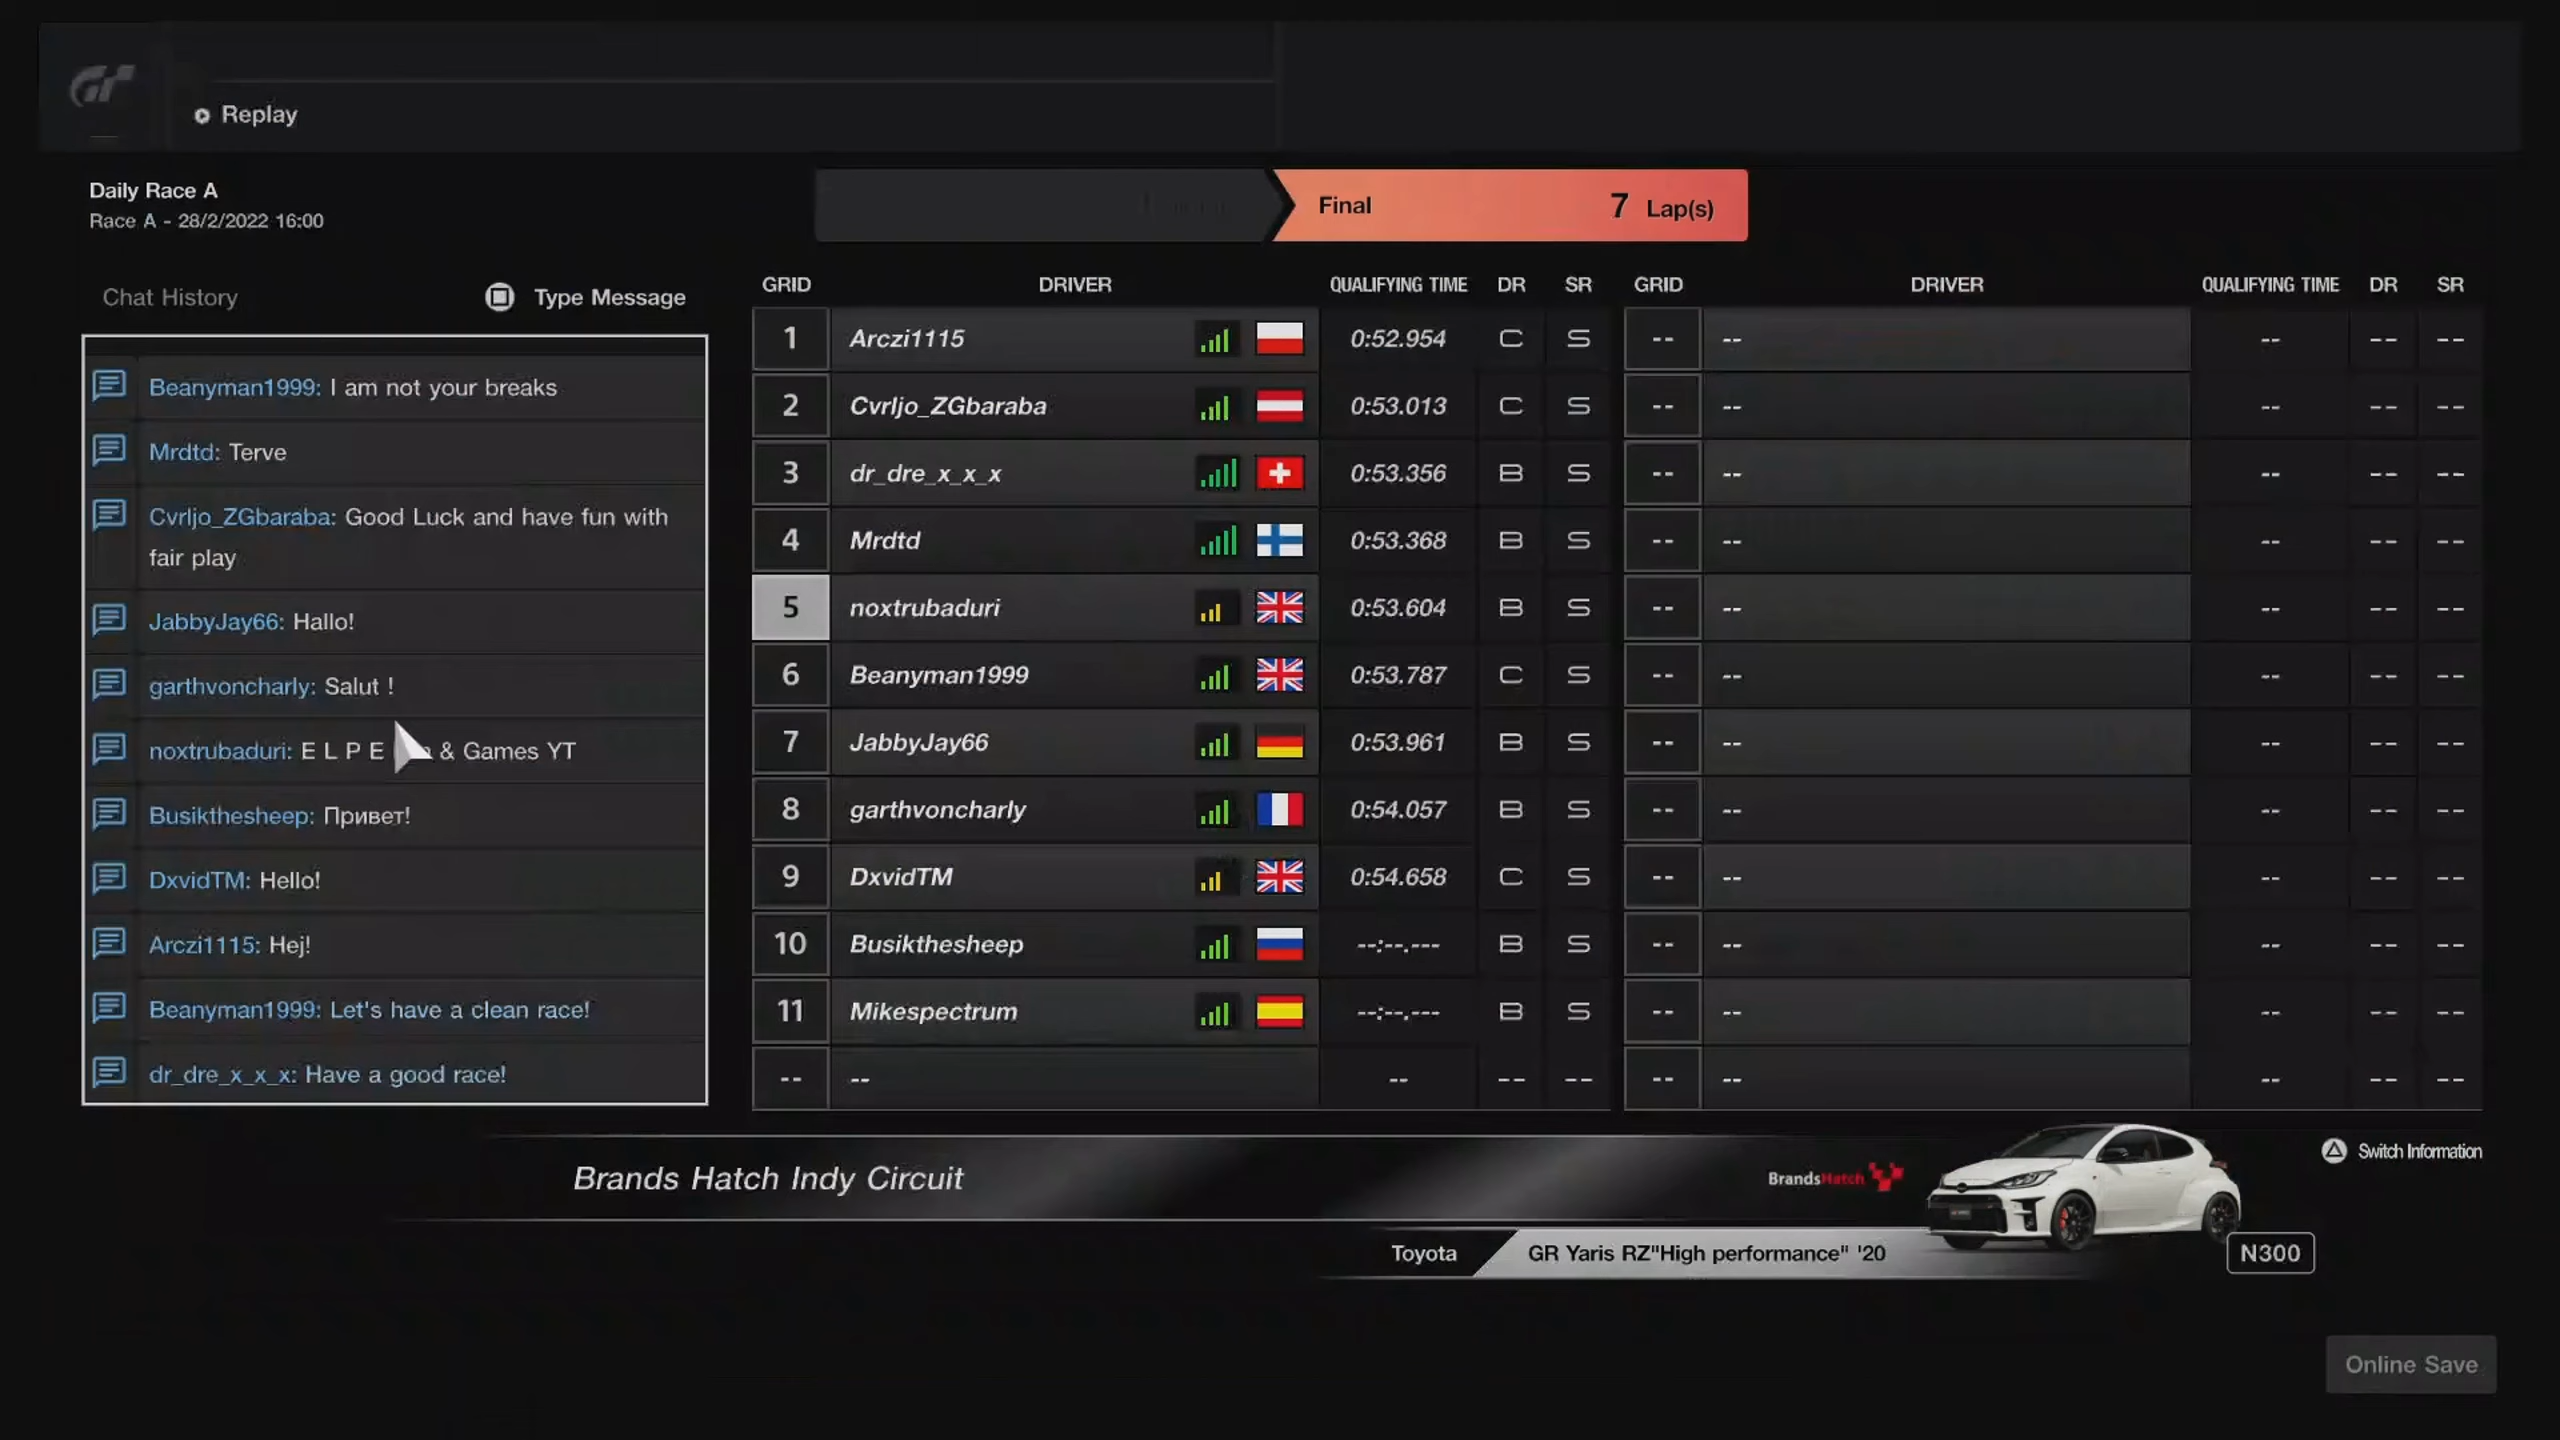 Replay
Daily Race A
Race A - 28/2/2022 16:00
Final 7 Lap(s)
Chat History Type Message
Beanyman1999: I am not your breaks
Mrdtd: Terve
Cvrljo_ZGbaraba: Good Luck and have fun with
fair play
JabbyJay66: Hallo!
garthvoncharly: Salut !
noxtrubaduri: E L P E & Games YT
Busikthesheep: Привет!
DxvidTM: Hello!
Arczi1115: Hej!
Beanyman1999: Let's have a clean race!
dr_dre_x_x_x: Have a good race!
GRID DRIVER QUALIFYING TIME DR SR
1 Arczi1115 0:52.954 C S
2 Cvrljo_ZGbaraba 0:53.013 C S
3 dr_dre_x_x_x 0:53.356 B S
4 Mrdtd 0:53.368 B S
5 noxtrubaduri 0:53.604 B S
6 Beanyman1999 0:53.787 C S
7 JabbyJay66 0:53.961 B S
8 garthvoncharly 0:54.057 B S
9 DxvidTM 0:54.658 C S
10 Busikthesheep --:--.--- B S
11 Mikespectrum --:--.--- B S
-- -- -- -- --
GRID DRIVER QUALIFYING TIME DR SR
-- -- -- -- --
-- -- -- -- --
-- -- -- -- --
-- -- -- -- --
-- -- -- -- --
-- -- -- -- --
-- -- -- -- --
-- -- -- -- --
-- -- -- -- --
-- -- -- -- --
-- -- -- -- --
-- -- -- -- --
Brands Hatch Indy Circuit
BrandsHatch
Switch Information
Toyota GR Yaris RZ"High performance" '20
N300
Online Save